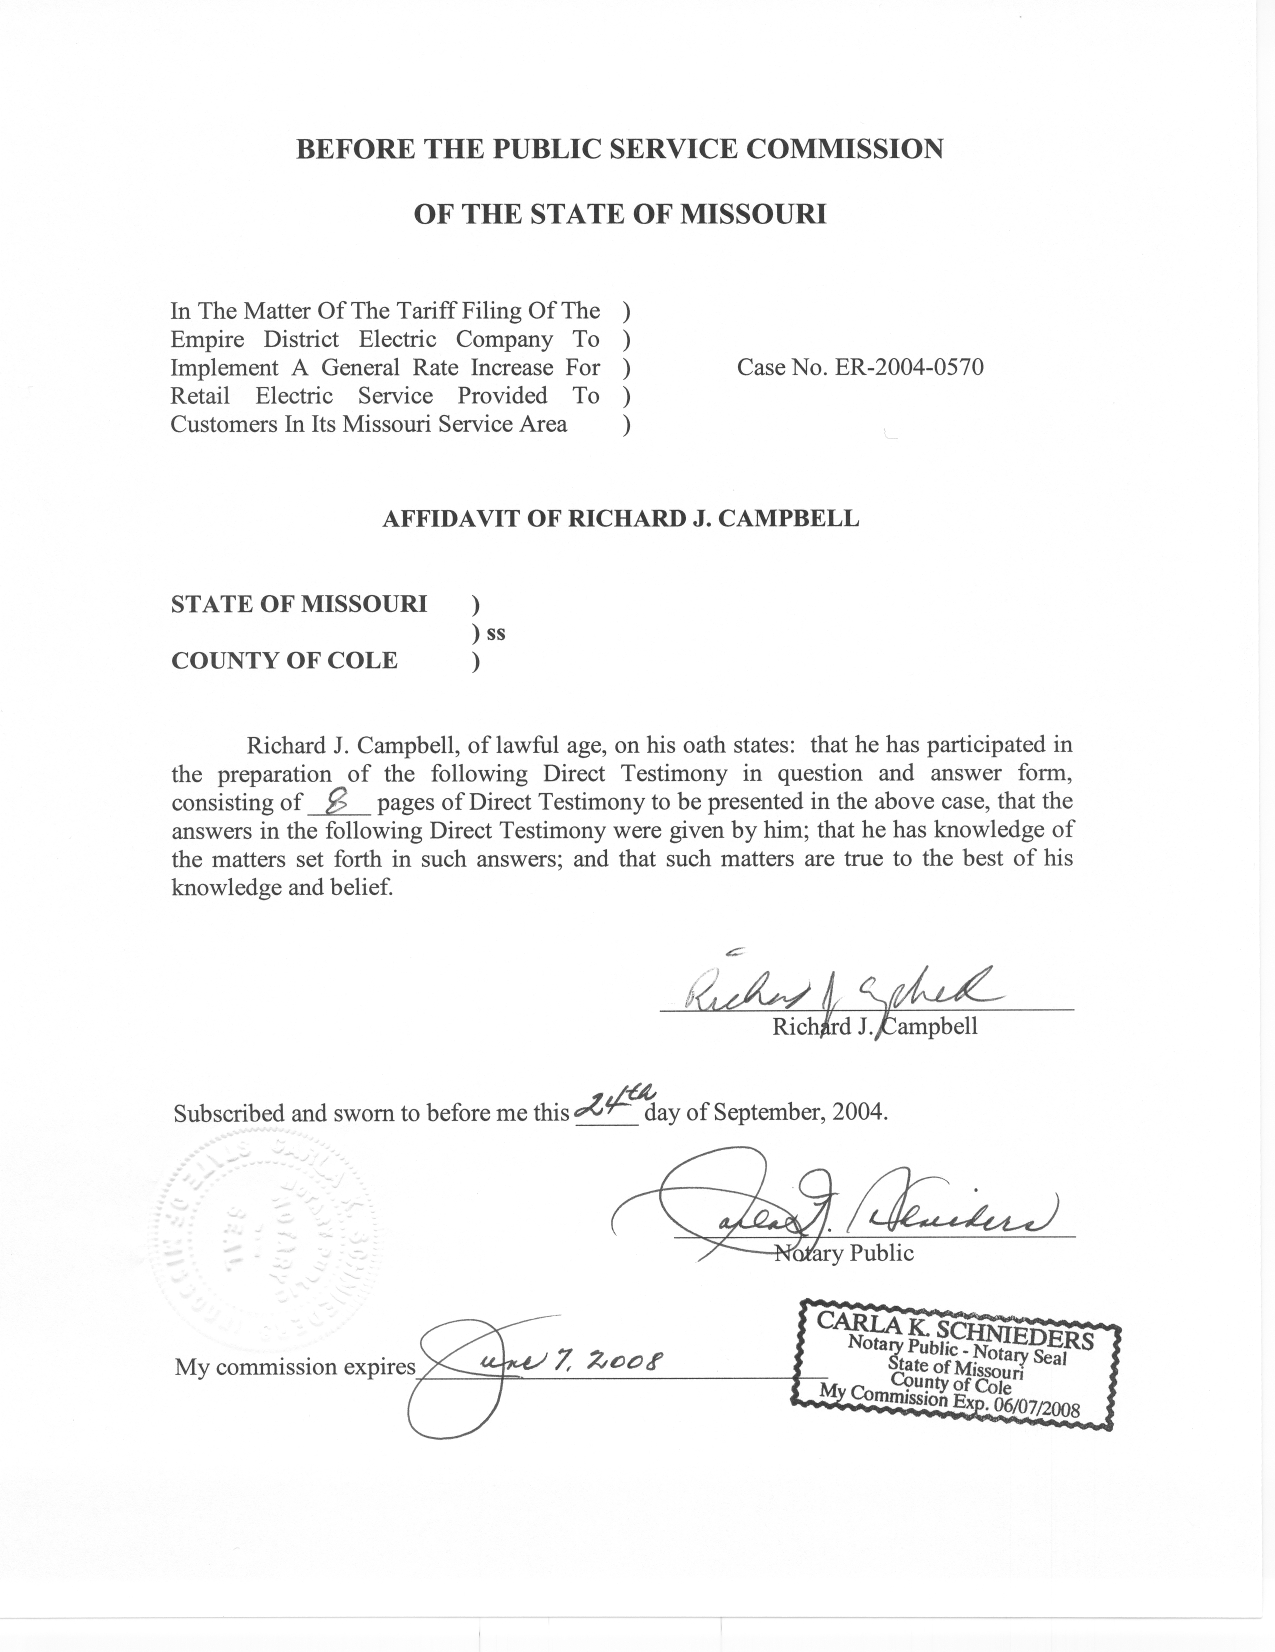 BEFORE THE PUBLIC SERVICE COMMISSION
OF THE STATE OF MISSOURI
In The Matter Of The Tariff Filing Of The )
Empire District Electric Company To )
Implement A General Rate Increase For ) Case No. ER-2004-0570
Retail Electric Service Provided To )
Customers In Its Missouri Service Area )
AFFIDAVIT OF RICHARD J. CAMPBELL
STATE OF MISSOURI )
) ss
COUNTY OF COLE )
Richard J. Campbell, of lawful age, on his oath states: that he has participated in
the preparation of the following Direct Testimony in question and answer form,
consisting of 8 pages of Direct Testimony to be presented in the above case, that the
answers in the following Direct Testimony were given by him; that he has knowledge of
the matters set forth in such answers; and that such matters are true to the best of his
knowledge and belief.
Richard J Campbell
Richard J. Campbell
Subscribed and sworn to before me this 24th day of September, 2004.
Carla K. Schnieders
Notary Public
CARLA K. SCHNIEDERS
Notary Public - Notary Seal
State of Missouri
County of Cole
My Commission Exp. 06/07/2008
My commission expires June 7, 2008